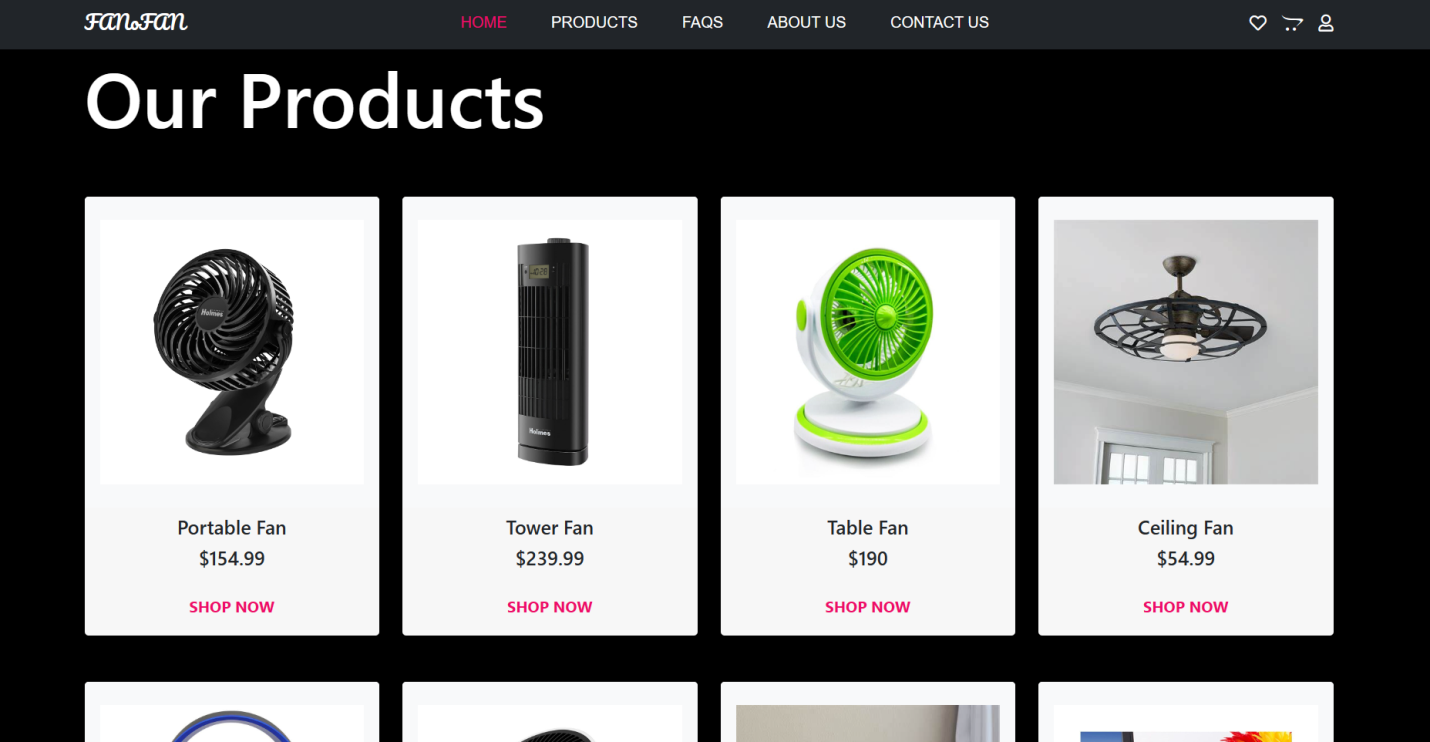 FANoFAN
HOME PRODUCTS FAQS ABOUT US CONTACT US
Our Products
Holmes
Holmes
Portable Fan
Tower Fan
Table Fan
Ceiling Fan
$154.99
$239.99
$190
$54.99
SHOP NOW
SHOP NOW
SHOP NOW
SHOP NOW